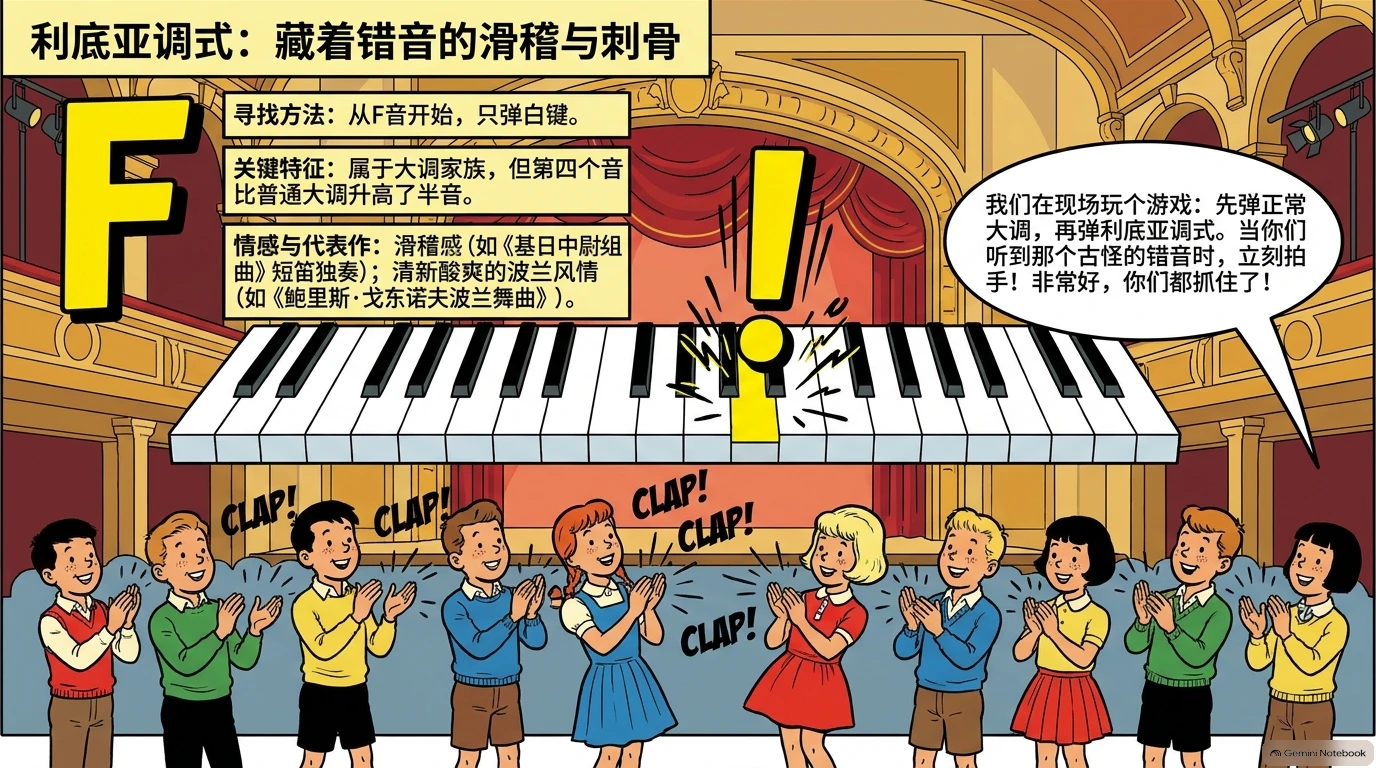 利底亚调式：藏着错音的滑稽与刺骨
F
寻找方法：从F音开始，只弹白键。
关键特征：属于大调家族，但第四个音
比普通大调升高了半音。
情感与代表作：滑稽感（如《基日中尉组
曲》短笛独奏）；清新酸爽的波兰风情
（如《鲍里斯·戈东诺夫波兰舞曲》）。
!
我们在现场玩个游戏：先弹正常
大调，再弹利底亚调式。当你们
听到那个古怪的错音时，立刻拍
手！非常好，你们都抓住了！
CLAP!
CLAP!
CLAP!
CLAP!
CLAP!
Gemini Notebook